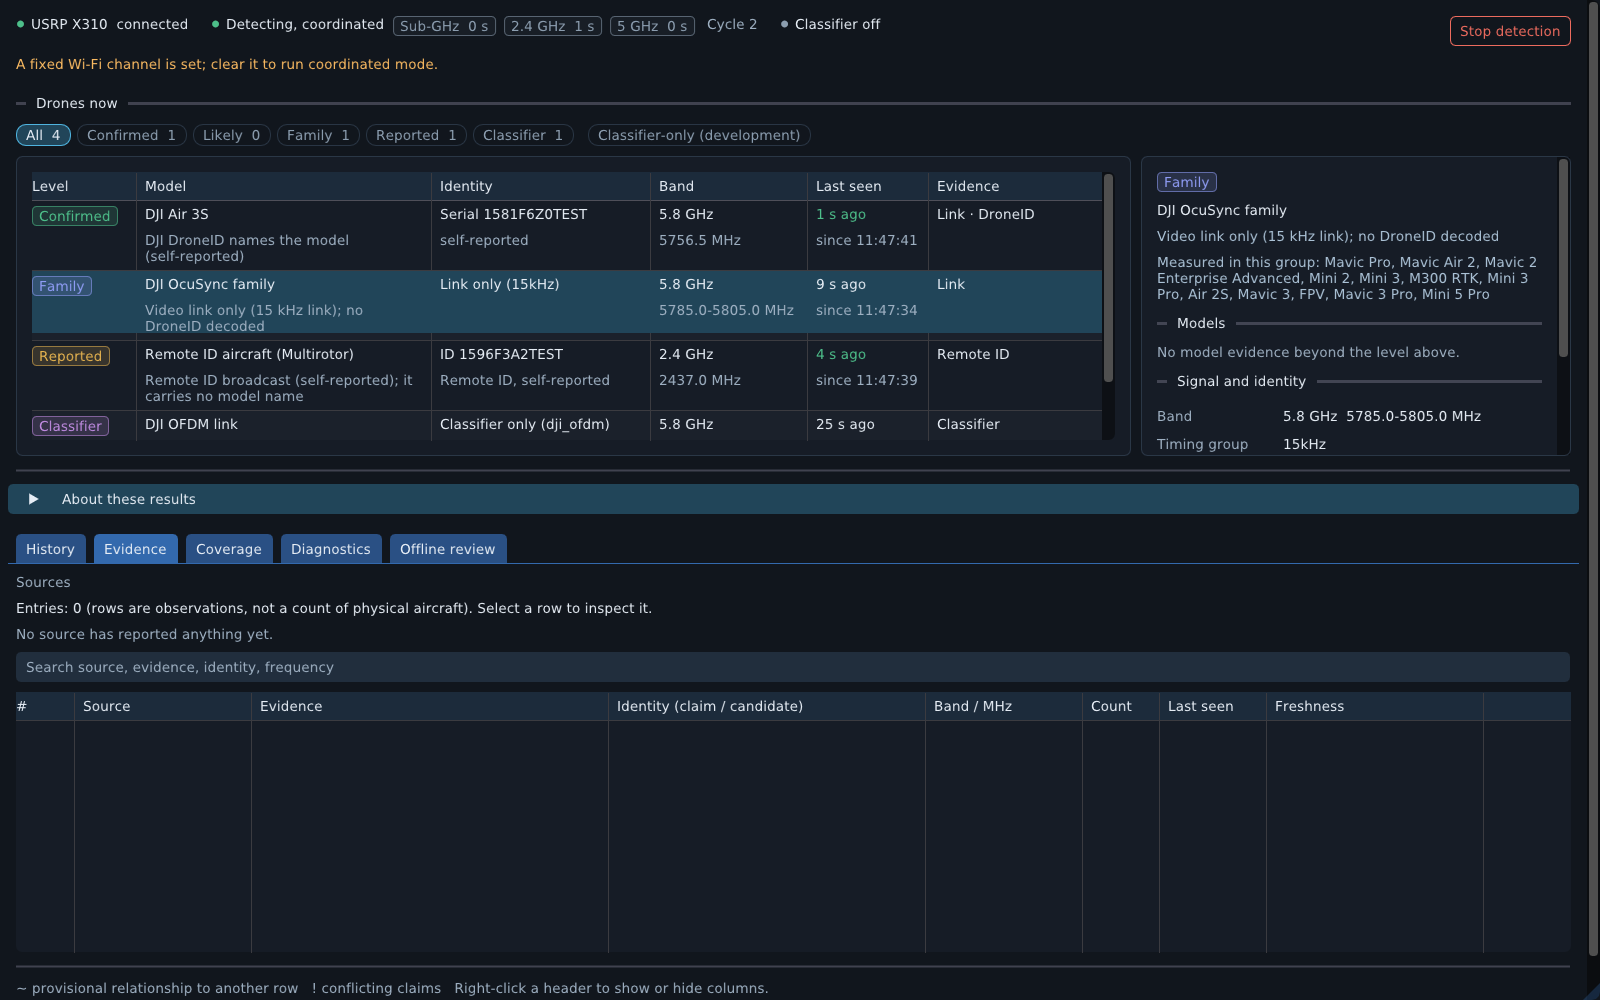 USRP X310 connected Detecting, coordinated Sub-GHz 0 s 2.4 GHz 1 s 5 GHz 0 s Cycle 2 Classifier off Stop detection
A fixed Wi-Fi channel is set; clear it to run coordinated mode.
Drones now
All 4 Confirmed 1 Likely 0 Family 1 Reported 1 Classifier 1 Classifier-only (development)
Level Model Identity Band Last seen Evidence
Confirmed DJI Air 3S Serial 1581F6Z0TEST 5.8 GHz 1 s ago Link · DroneID
DJI DroneID names the model self-reported 5756.5 MHz since 11:47:41
(self-reported)
Family DJI OcuSync family Link only (15kHz) 5.8 GHz 9 s ago Link
Video link only (15 kHz link); no 5785.0-5805.0 MHz since 11:47:34
DroneID decoded
Reported Remote ID aircraft (Multirotor) ID 1596F3A2TEST 2.4 GHz 4 s ago Remote ID
Remote ID broadcast (self-reported); it Remote ID, self-reported 2437.0 MHz since 11:47:39
carries no model name
Classifier DJI OFDM link Classifier only (dji_ofdm) 5.8 GHz 25 s ago Classifier
Family
DJI OcuSync family
Video link only (15 kHz link); no DroneID decoded
Measured in this group: Mavic Pro, Mavic Air 2, Mavic 2
Enterprise Advanced, Mini 2, Mini 3, M300 RTK, Mini 3
Pro, Air 2S, Mavic 3, FPV, Mavic 3 Pro, Mini 5 Pro
Models
No model evidence beyond the level above.
Signal and identity
Band 5.8 GHz 5785.0-5805.0 MHz
Timing group 15kHz
About these results
History Evidence Coverage Diagnostics Offline review
Sources
Entries: 0 (rows are observations, not a count of physical aircraft). Select a row to inspect it.
No source has reported anything yet.
Search source, evidence, identity, frequency
# Source Evidence Identity (claim / candidate) Band / MHz Count Last seen Freshness
~ provisional relationship to another row ! conflicting claims Right-click a header to show or hide columns.